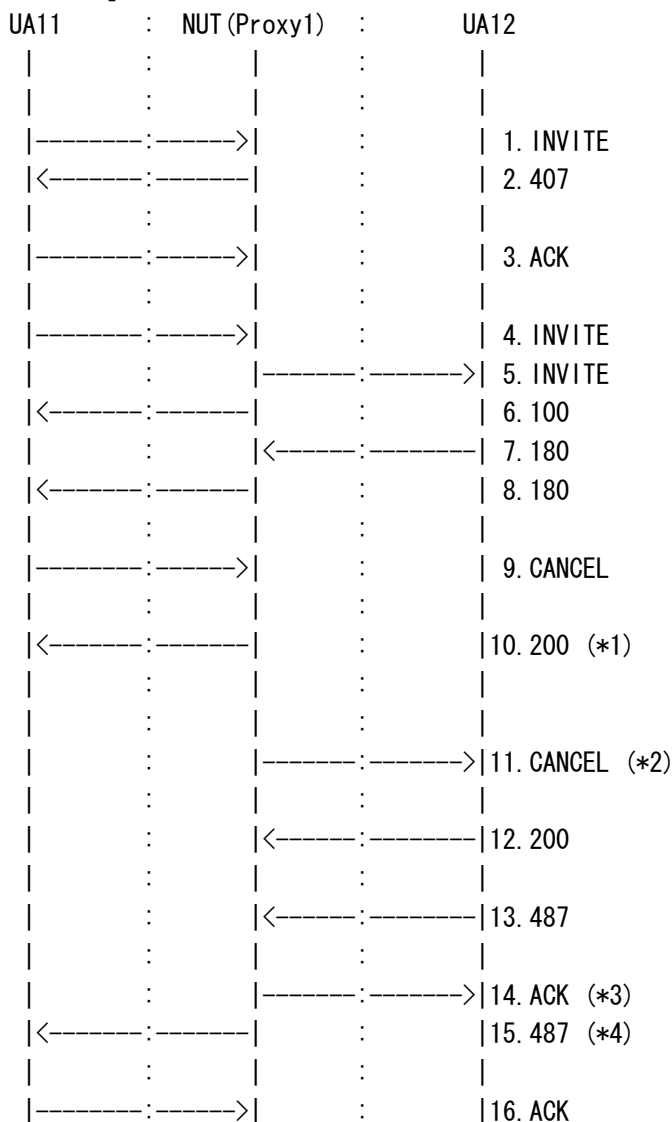 UA11 : NUT(Proxy1) : UA12
| : | : |
| : | : |
|-------:------>| : | 1. INVITE
|<-------:-------| : | 2. 407
| : | : |
|-------:------>| : | 3. ACK
| : | : |
|-------:------>| : | 4. INVITE
| : |------:------->| 5. INVITE
|<-------:-------| : | 6. 100
| : |<------:--------| 7. 180
|<-------:-------| : | 8. 180
| : | : |
|-------:------>| : | 9. CANCEL
| : | : |
|<-------:-------| : |10. 200 (*1)
| : | : |
| : | : |
| : |------:------->|11. CANCEL (*2)
| : | : |
| : |<------:--------|12. 200
| : | : |
| : |<------:--------|13. 487
| : | : |
| : |------:------->|14. ACK (*3)
|<-------:-------| : |15. 487 (*4)
| : | : |
|-------:------>| : |16. ACK